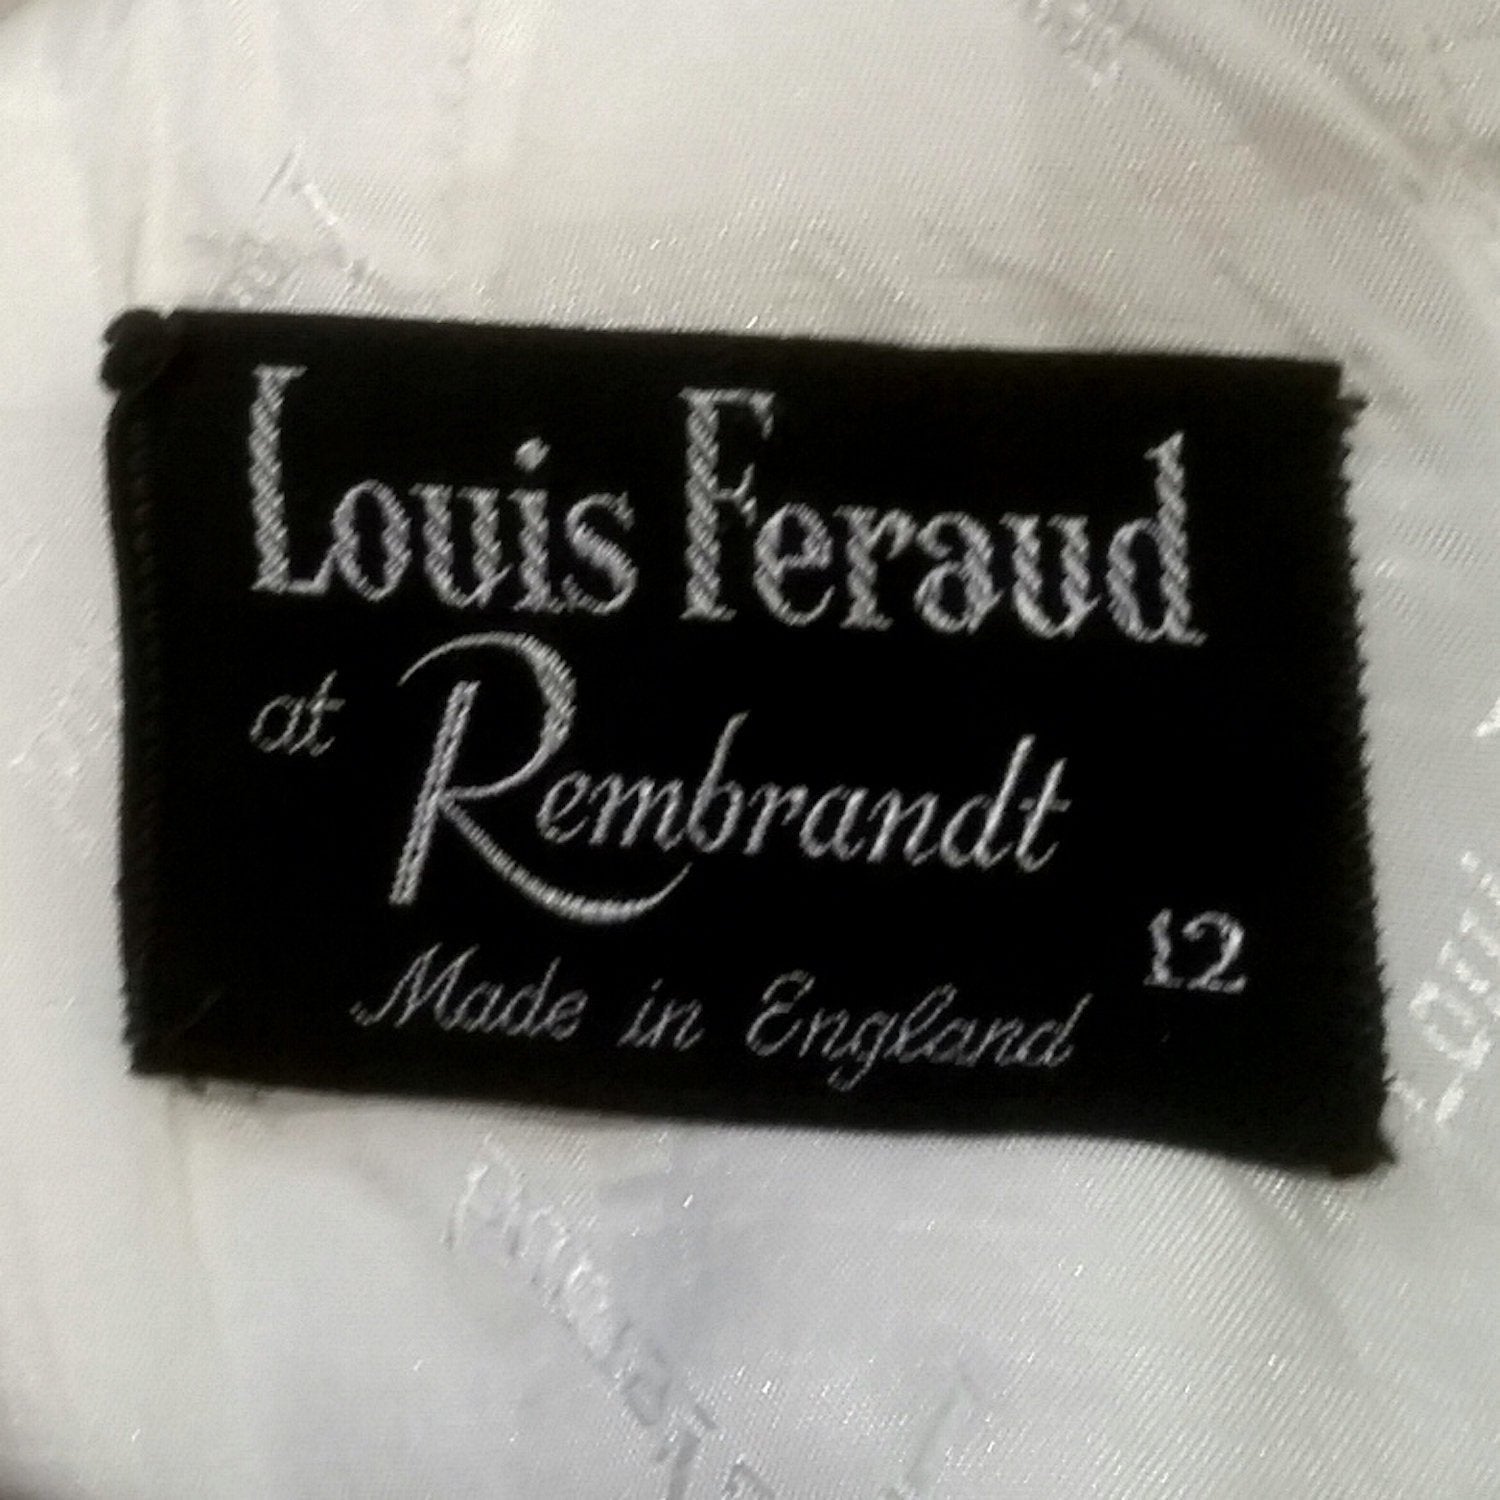 Louis Feraud
at Rembrandt
12
Made in England